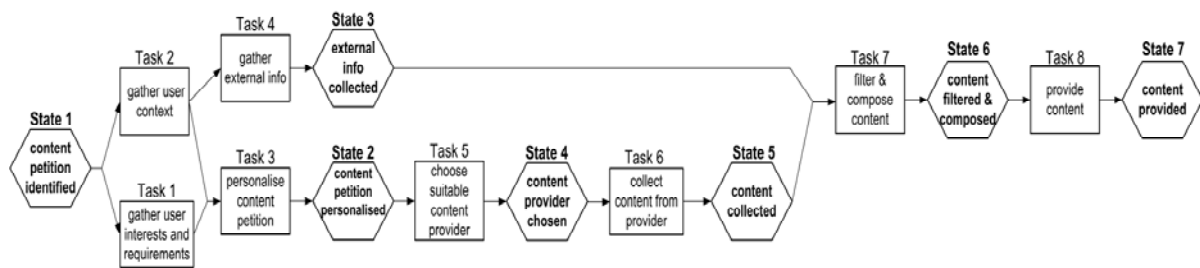 State 1
content
petition
identified
Task 2
gather user
context
Task 1
gather user
interests and
requirements
Task 4
gather
external info
State 3
external
info
collected
Task 3
personalise
content
petition
State 2
content
petition
personalised
Task 5
choose
suitable
content
provider
State 4
content
provider
chosen
Task 6
collect
content from
provider
State 5
content
collected
Task 7
filter &
compose
content
State 6
content
filtered &
composed
Task 8
provide
content
State 7
content
provided